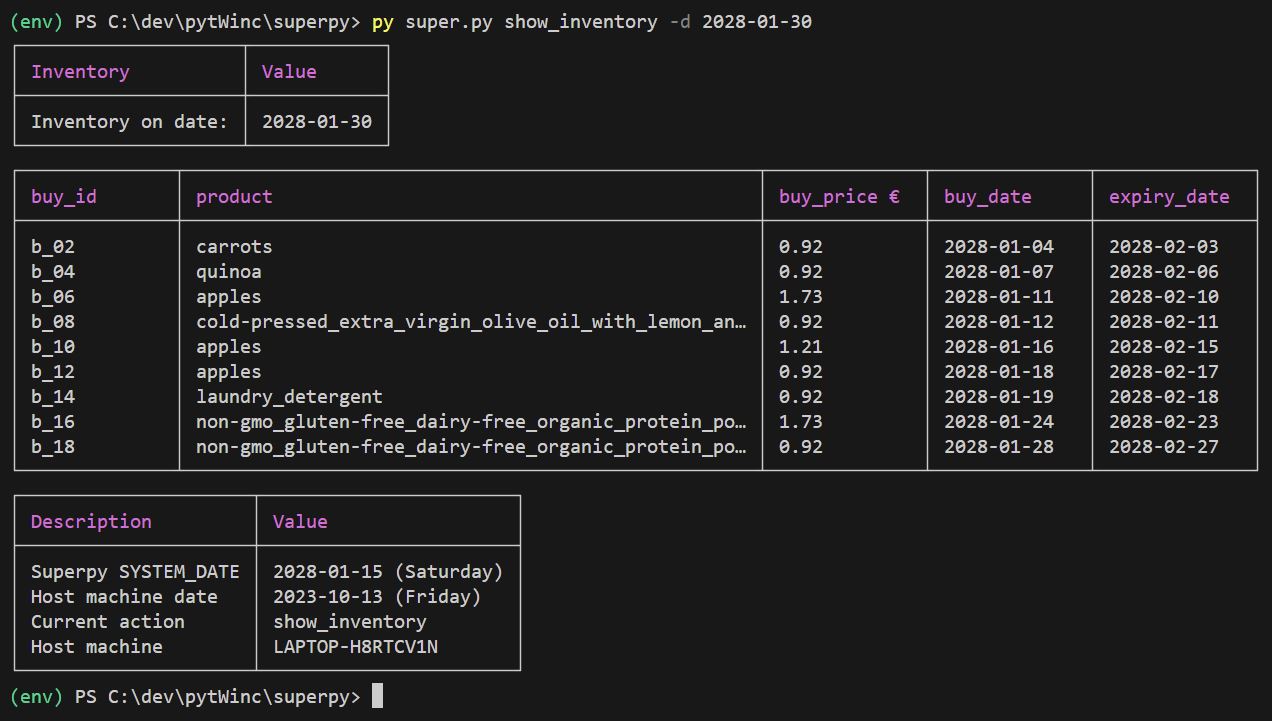 (env) PS C:\dev\pytWinc\superpy> py super.py show_inventory -d 2028-01-30
Inventory Value
Inventory on date: 2028-01-30
buy_id product buy_price € buy_date expiry_date
b_02 carrots 0.92 2028-01-04 2028-02-03
b_04 quinoa 0.92 2028-01-07 2028-02-06
b_06 apples 1.73 2028-01-11 2028-02-10
b_08 cold-pressed_extra_virgin_olive_oil_with_lemon_an… 0.92 2028-01-12 2028-02-11
b_10 apples 1.21 2028-01-16 2028-02-15
b_12 apples 0.92 2028-01-18 2028-02-17
b_14 laundry_detergent 0.92 2028-01-19 2028-02-18
b_16 non-gmo_gluten-free_dairy-free_organic_protein_po… 1.73 2028-01-24 2028-02-23
b_18 non-gmo_gluten-free_dairy-free_organic_protein_po… 0.92 2028-01-28 2028-02-27
Description Value
Superpy SYSTEM_DATE 2028-01-15 (Saturday)
Host machine date 2023-10-13 (Friday)
Current action show_inventory
Host machine LAPTOP-H8RTCV1N
(env) PS C:\dev\pytWinc\superpy>